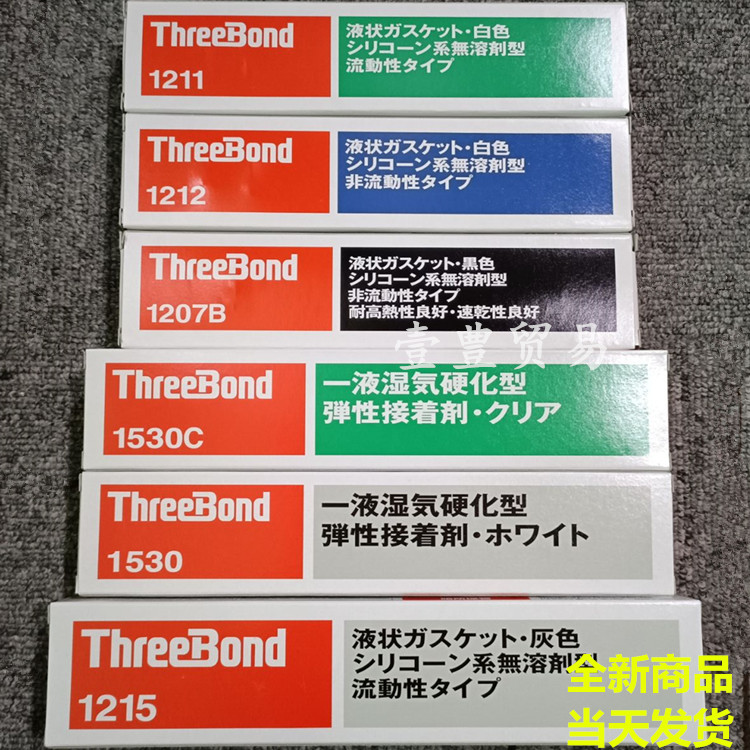 ThreeBond
1211
液状ガスケット・白色
シリコーン系無溶剤型
流動性タイプ
ThreeBond
1212
液状ガスケット・白色
シリコーン系無溶剤型
非流動性タイプ
ThreeBond
1207B
液状ガスケット・黒色
シリコーン系無溶剤型
非流動性タイプ
耐高熱性良好・速乾性良好
壹豊贸易
ThreeBond
1530C
一液湿気硬化型
弾性接着剤・クリア
ThreeBond
1530
一液湿気硬化型
弾性接着剤・ホワイト
ThreeBond
1215
液状ガスケット・灰色
シリコーン系無溶剤型
流動性タイプ
全新商品
当天发货